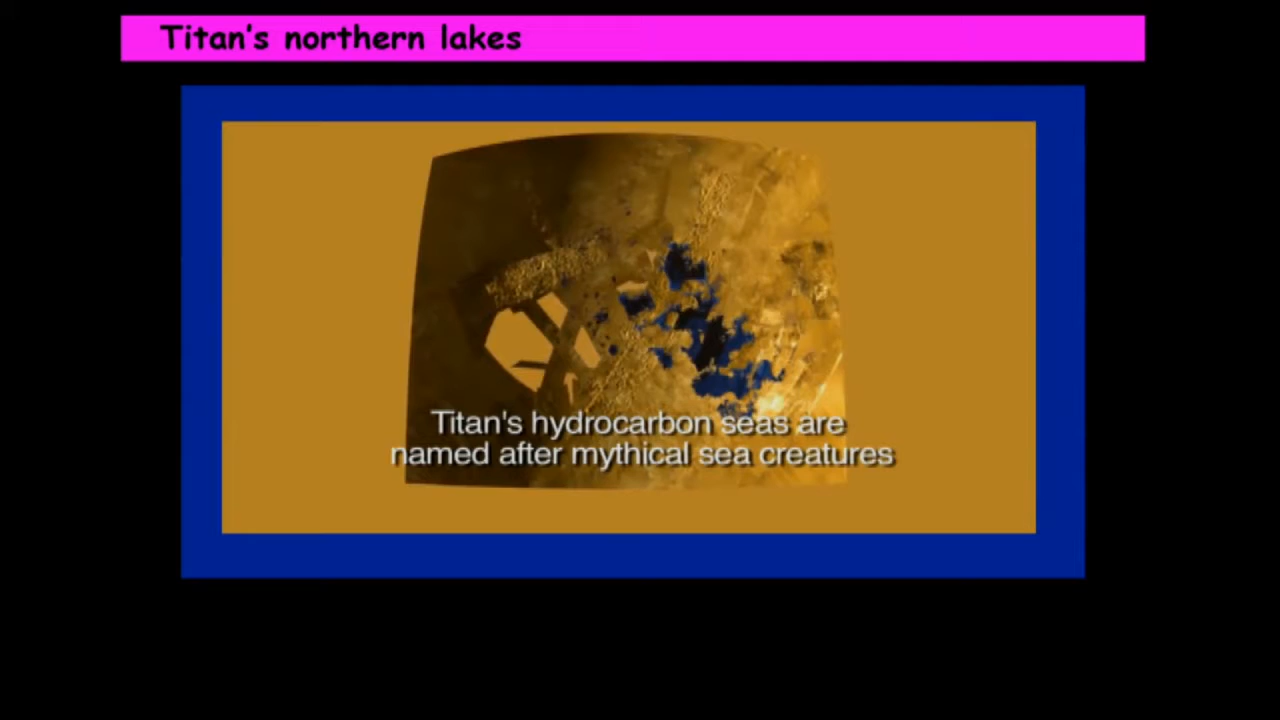 Titan's northern lakes
Titan's hydrocarbon seas are
named after mythical sea creatures